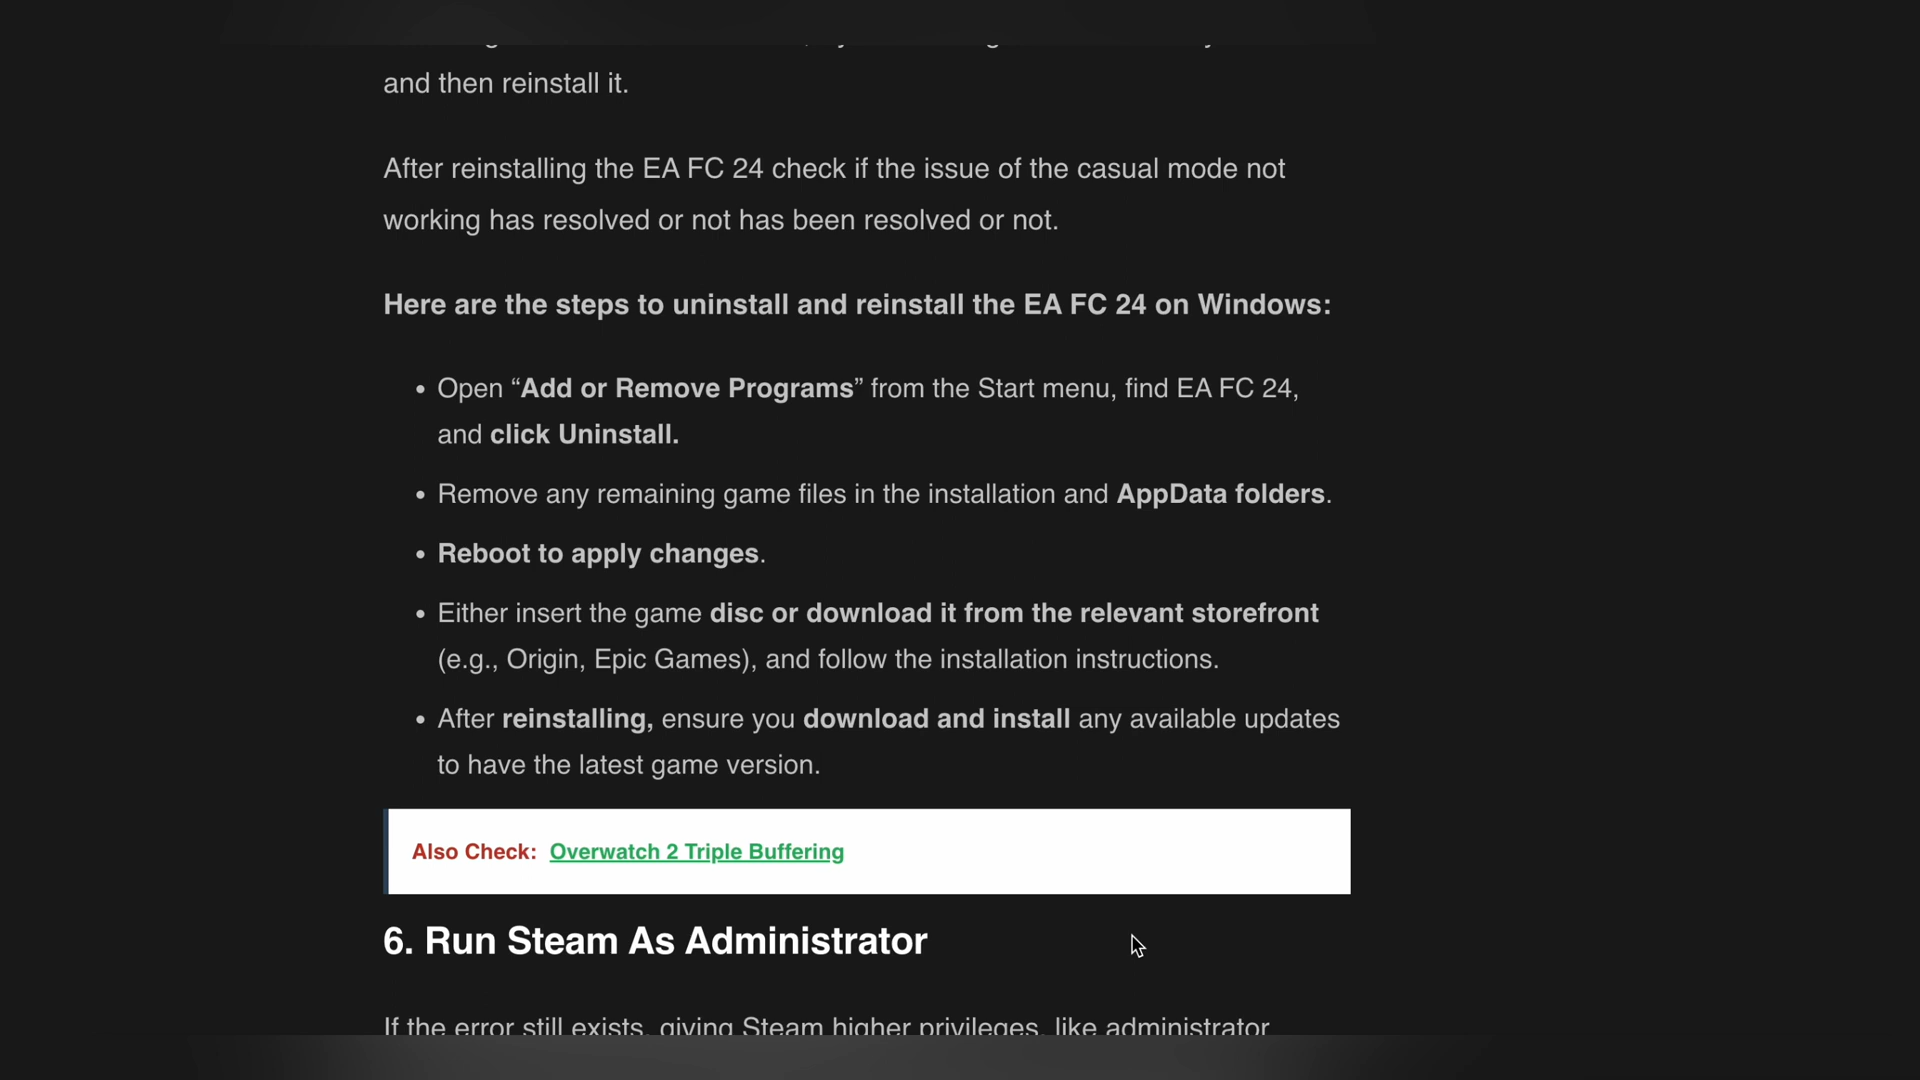 and then reinstall it.
After reinstalling the EA FC 24 check if the issue of the casual mode not
working has resolved or not has been resolved or not.
Here are the steps to uninstall and reinstall the EA FC 24 on Windows:
• Open “Add or Remove Programs” from the Start menu, find EA FC 24,
and click Uninstall.
• Remove any remaining game files in the installation and AppData folders.
• Reboot to apply changes.
• Either insert the game disc or download it from the relevant storefront
(e.g., Origin, Epic Games), and follow the installation instructions.
• After reinstalling, ensure you download and install any available updates
to have the latest game version.
Also Check: Overwatch 2 Triple Buffering
6. Run Steam As Administrator
If the error still exists, giving Steam higher privileges, like administrator